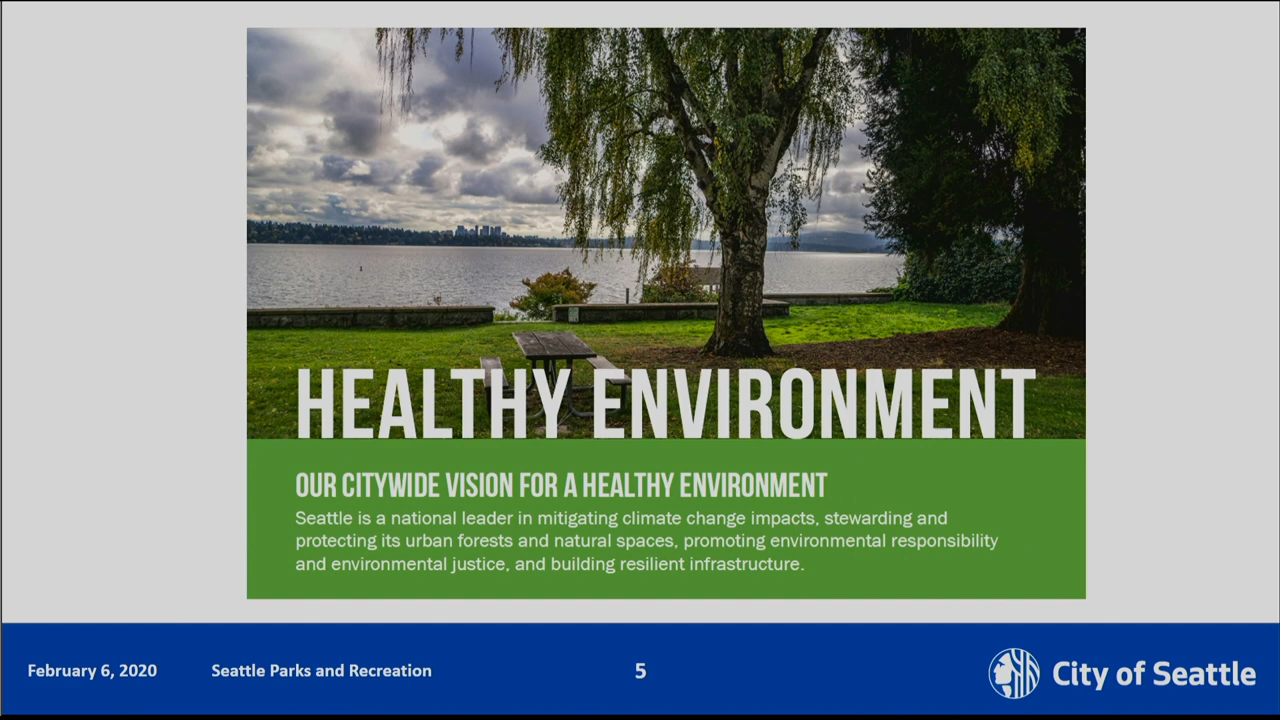 HEALTHY ENVIRONMENT
OUR CITYWIDE VISION FOR A HEALTHY ENVIRONMENT
Seattle is a national leader in mitigating climate change impacts, stewarding and
protecting its urban forests and natural spaces, promoting environmental responsibility
and environmental justice, and building resilient infrastructure.
February 6, 2020 Seattle Parks and Recreation 5 City of Seattle